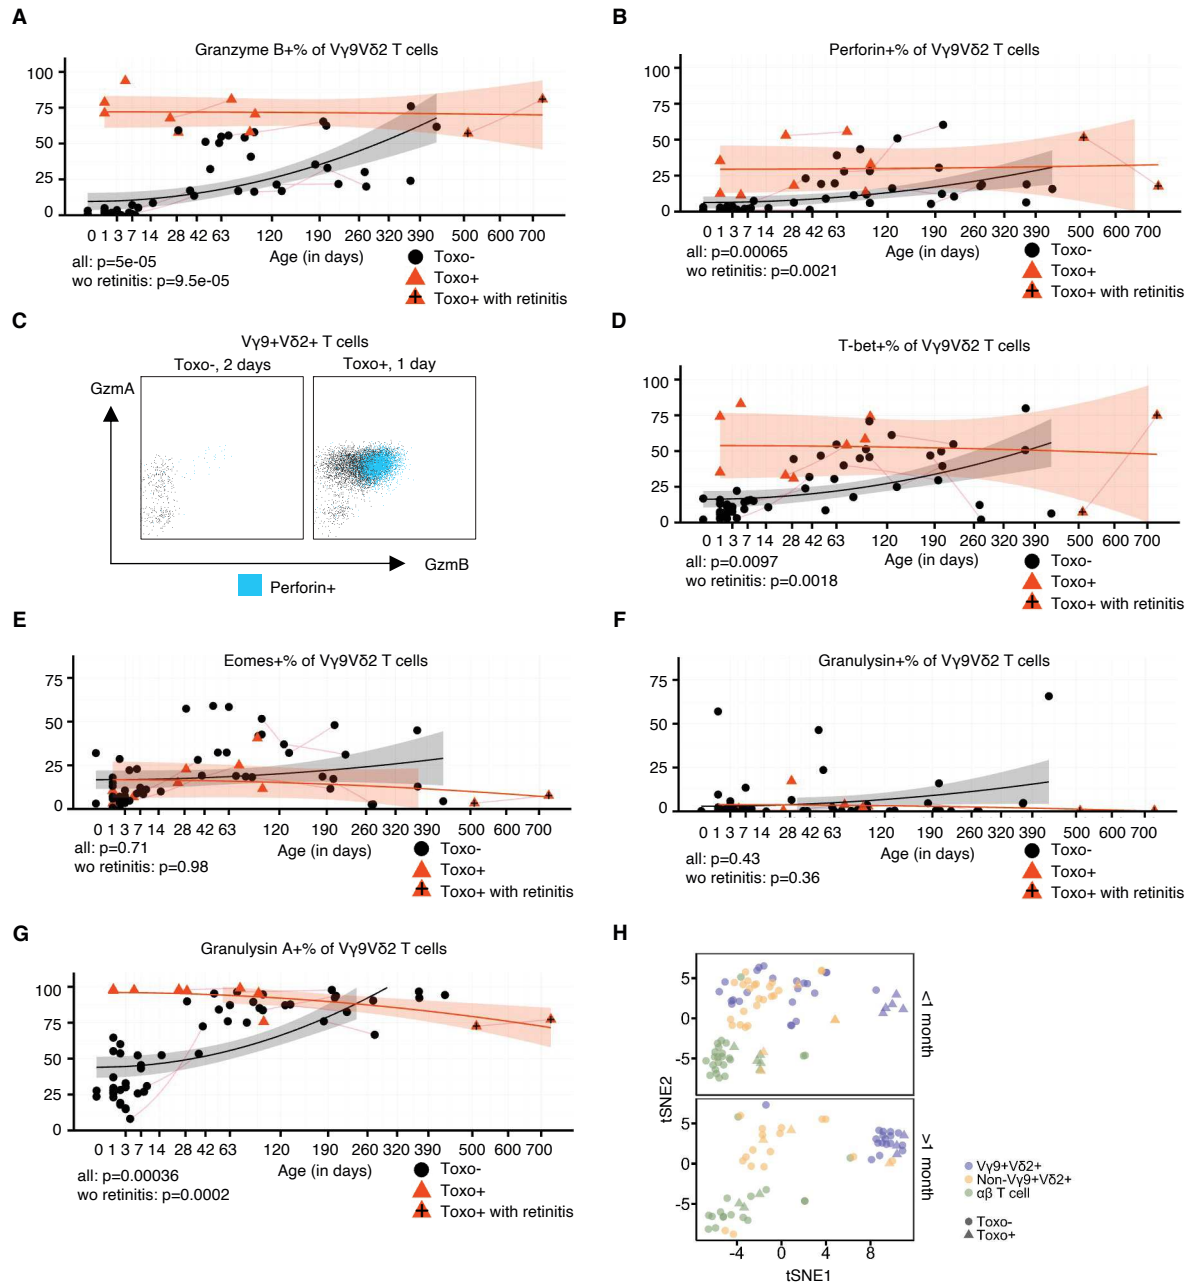 A
Granzyme B+% of Vγ9Vδ2 T cells
100
75
50
25
0
0 1 3 7 14 28 42 63 120 190 260 320 390 500 600 700
Age (in days)
all: p=5e-05
wo retinitis: p=9.5e-05
Toxo-
Toxo+
Toxo+ with retinitis
B
Perforin+% of Vγ9Vδ2 T cells
100
75
50
25
0
0 1 3 7 14 28 42 63 120 190 260 320 390 500 600 700
Age (in days)
all: p=0.00065
wo retinitis: p=0.0021
Toxo-
Toxo+
Toxo+ with retinitis
C
Vγ9+Vδ2+ T cells
Toxo-, 2 days
Toxo+, 1 day
GzmA
GzmB
Perforin+
D
T-bet+% of Vγ9Vδ2 T cells
100
75
50
25
0
0 1 3 7 14 28 42 63 120 190 260 320 390 500 600 700
Age (in days)
all: p=0.0097
wo retinitis: p=0.0018
Toxo-
Toxo+
Toxo+ with retinitis
E
Eomes+% of Vγ9Vδ2 T cells
75
50
25
0
0 1 3 7 14 28 42 63 120 190 260 320 390 500 600 700
Age (in days)
all: p=0.71
wo retinitis: p=0.98
Toxo-
Toxo+
Toxo+ with retinitis
F
Granulysin+% of Vγ9Vδ2 T cells
75
50
25
0
0 1 3 7 14 28 42 63 120 190 260 320 390 500 600 700
Age (in days)
all: p=0.43
wo retinitis: p=0.36
Toxo-
Toxo+
Toxo+ with retinitis
G
Granulysin A+% of Vγ9Vδ2 T cells
100
75
50
25
0
0 1 3 7 14 28 42 63 120 190 260 320 390 500 600 700
Age (in days)
all: p=0.00036
wo retinitis: p=0.0002
Toxo-
Toxo+
Toxo+ with retinitis
H
tSNE2
5
0
-5
<1 month
5
0
-5
>1 month
-4 0 4 8
tSNE1
Vγ9+Vδ2+
Non-Vγ9+Vδ2+
αβ T cell
Toxo-
Toxo+